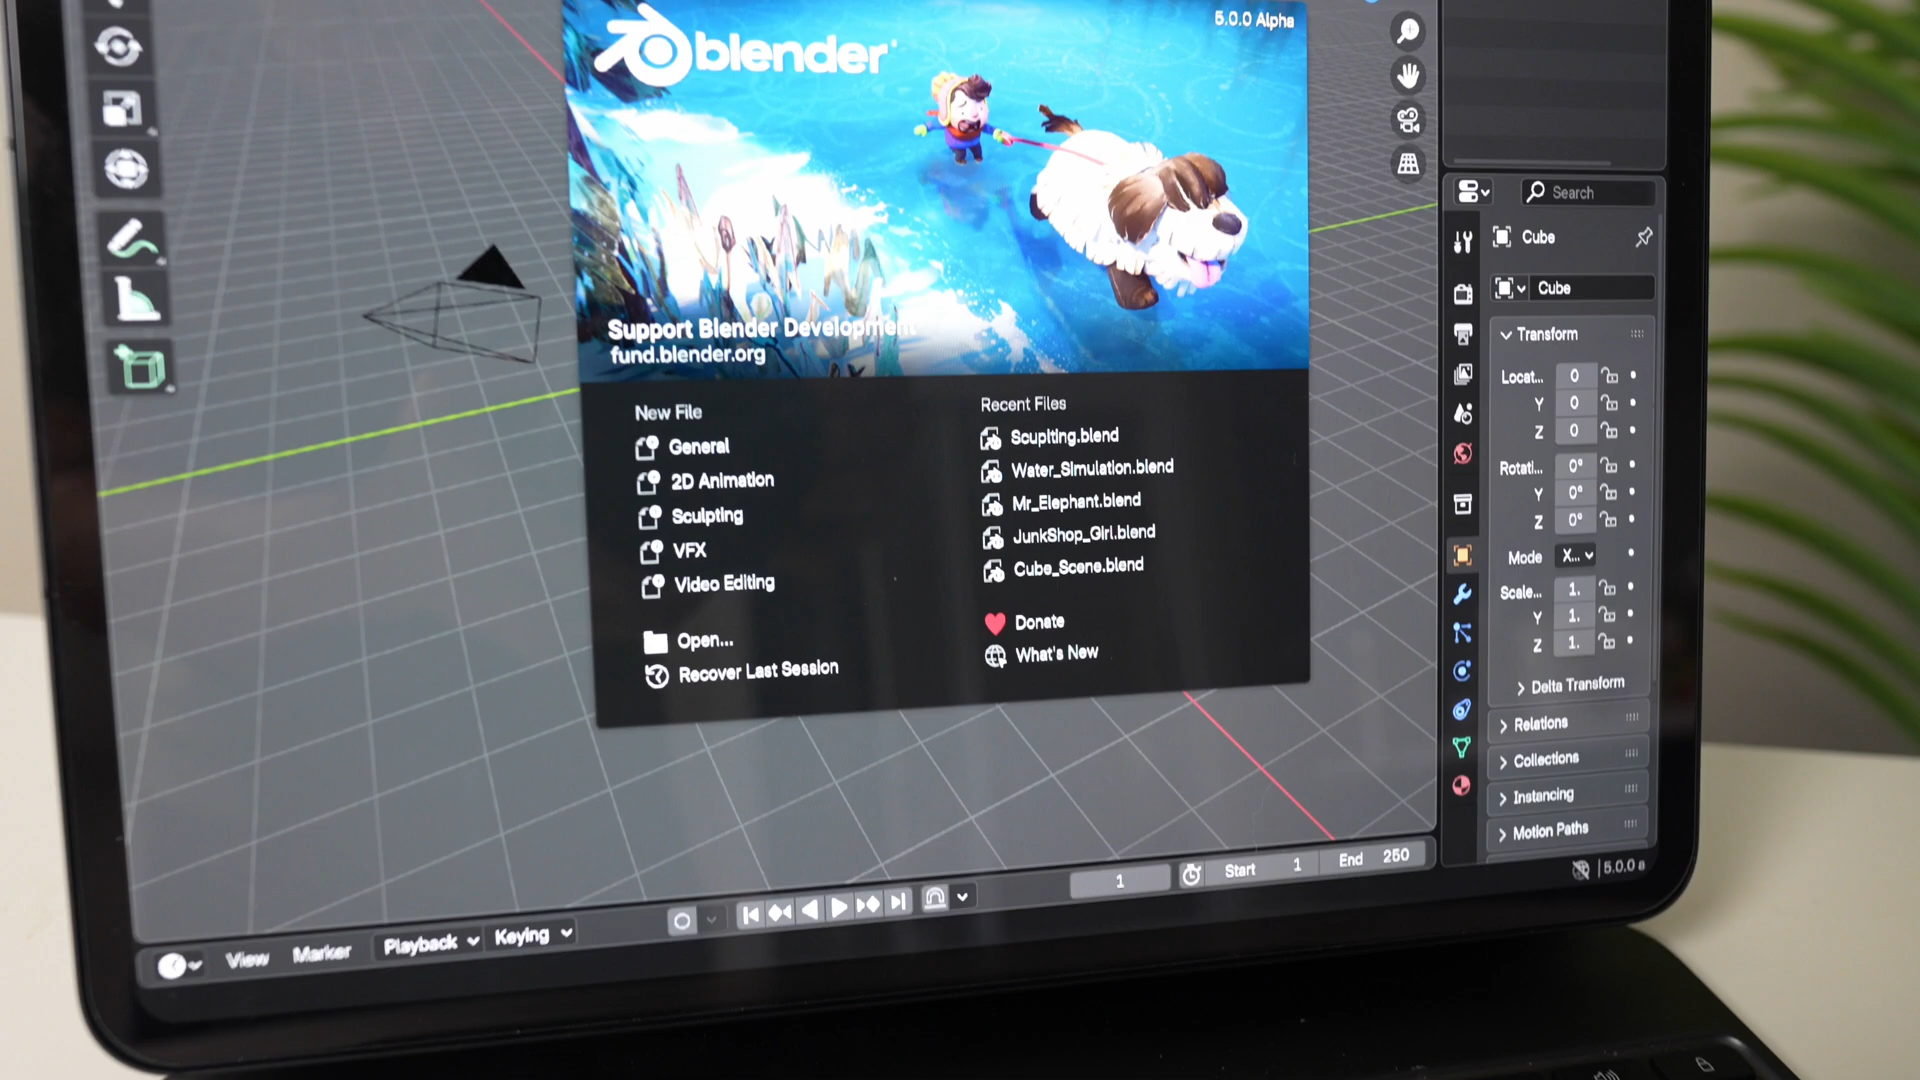 blender
5.0.0 Alpha
Support Blender Development
fund.blender.org
New File
General
2D Animation
Sculpting
VFX
Video Editing
Open...
Recover Last Session
Recent Files
Scuplting.blend
Water_Simulation.blend
Mr_Elephant.blend
JunkShop_Girl.blend
Cube_Scene.blend
Donate
What's New
Search
Cube
Cube
Transform
Locat... 0
Y 0
Z 0
Rotati... 0°
Y 0°
Z 0°
Mode X...
Scale... 1.
Y 1.
Z 1.
Delta Transform
Relations
Collections
Instancing
Motion Paths
View Marker Playback Keying
1 Start 1 End 250
5.0.0 a